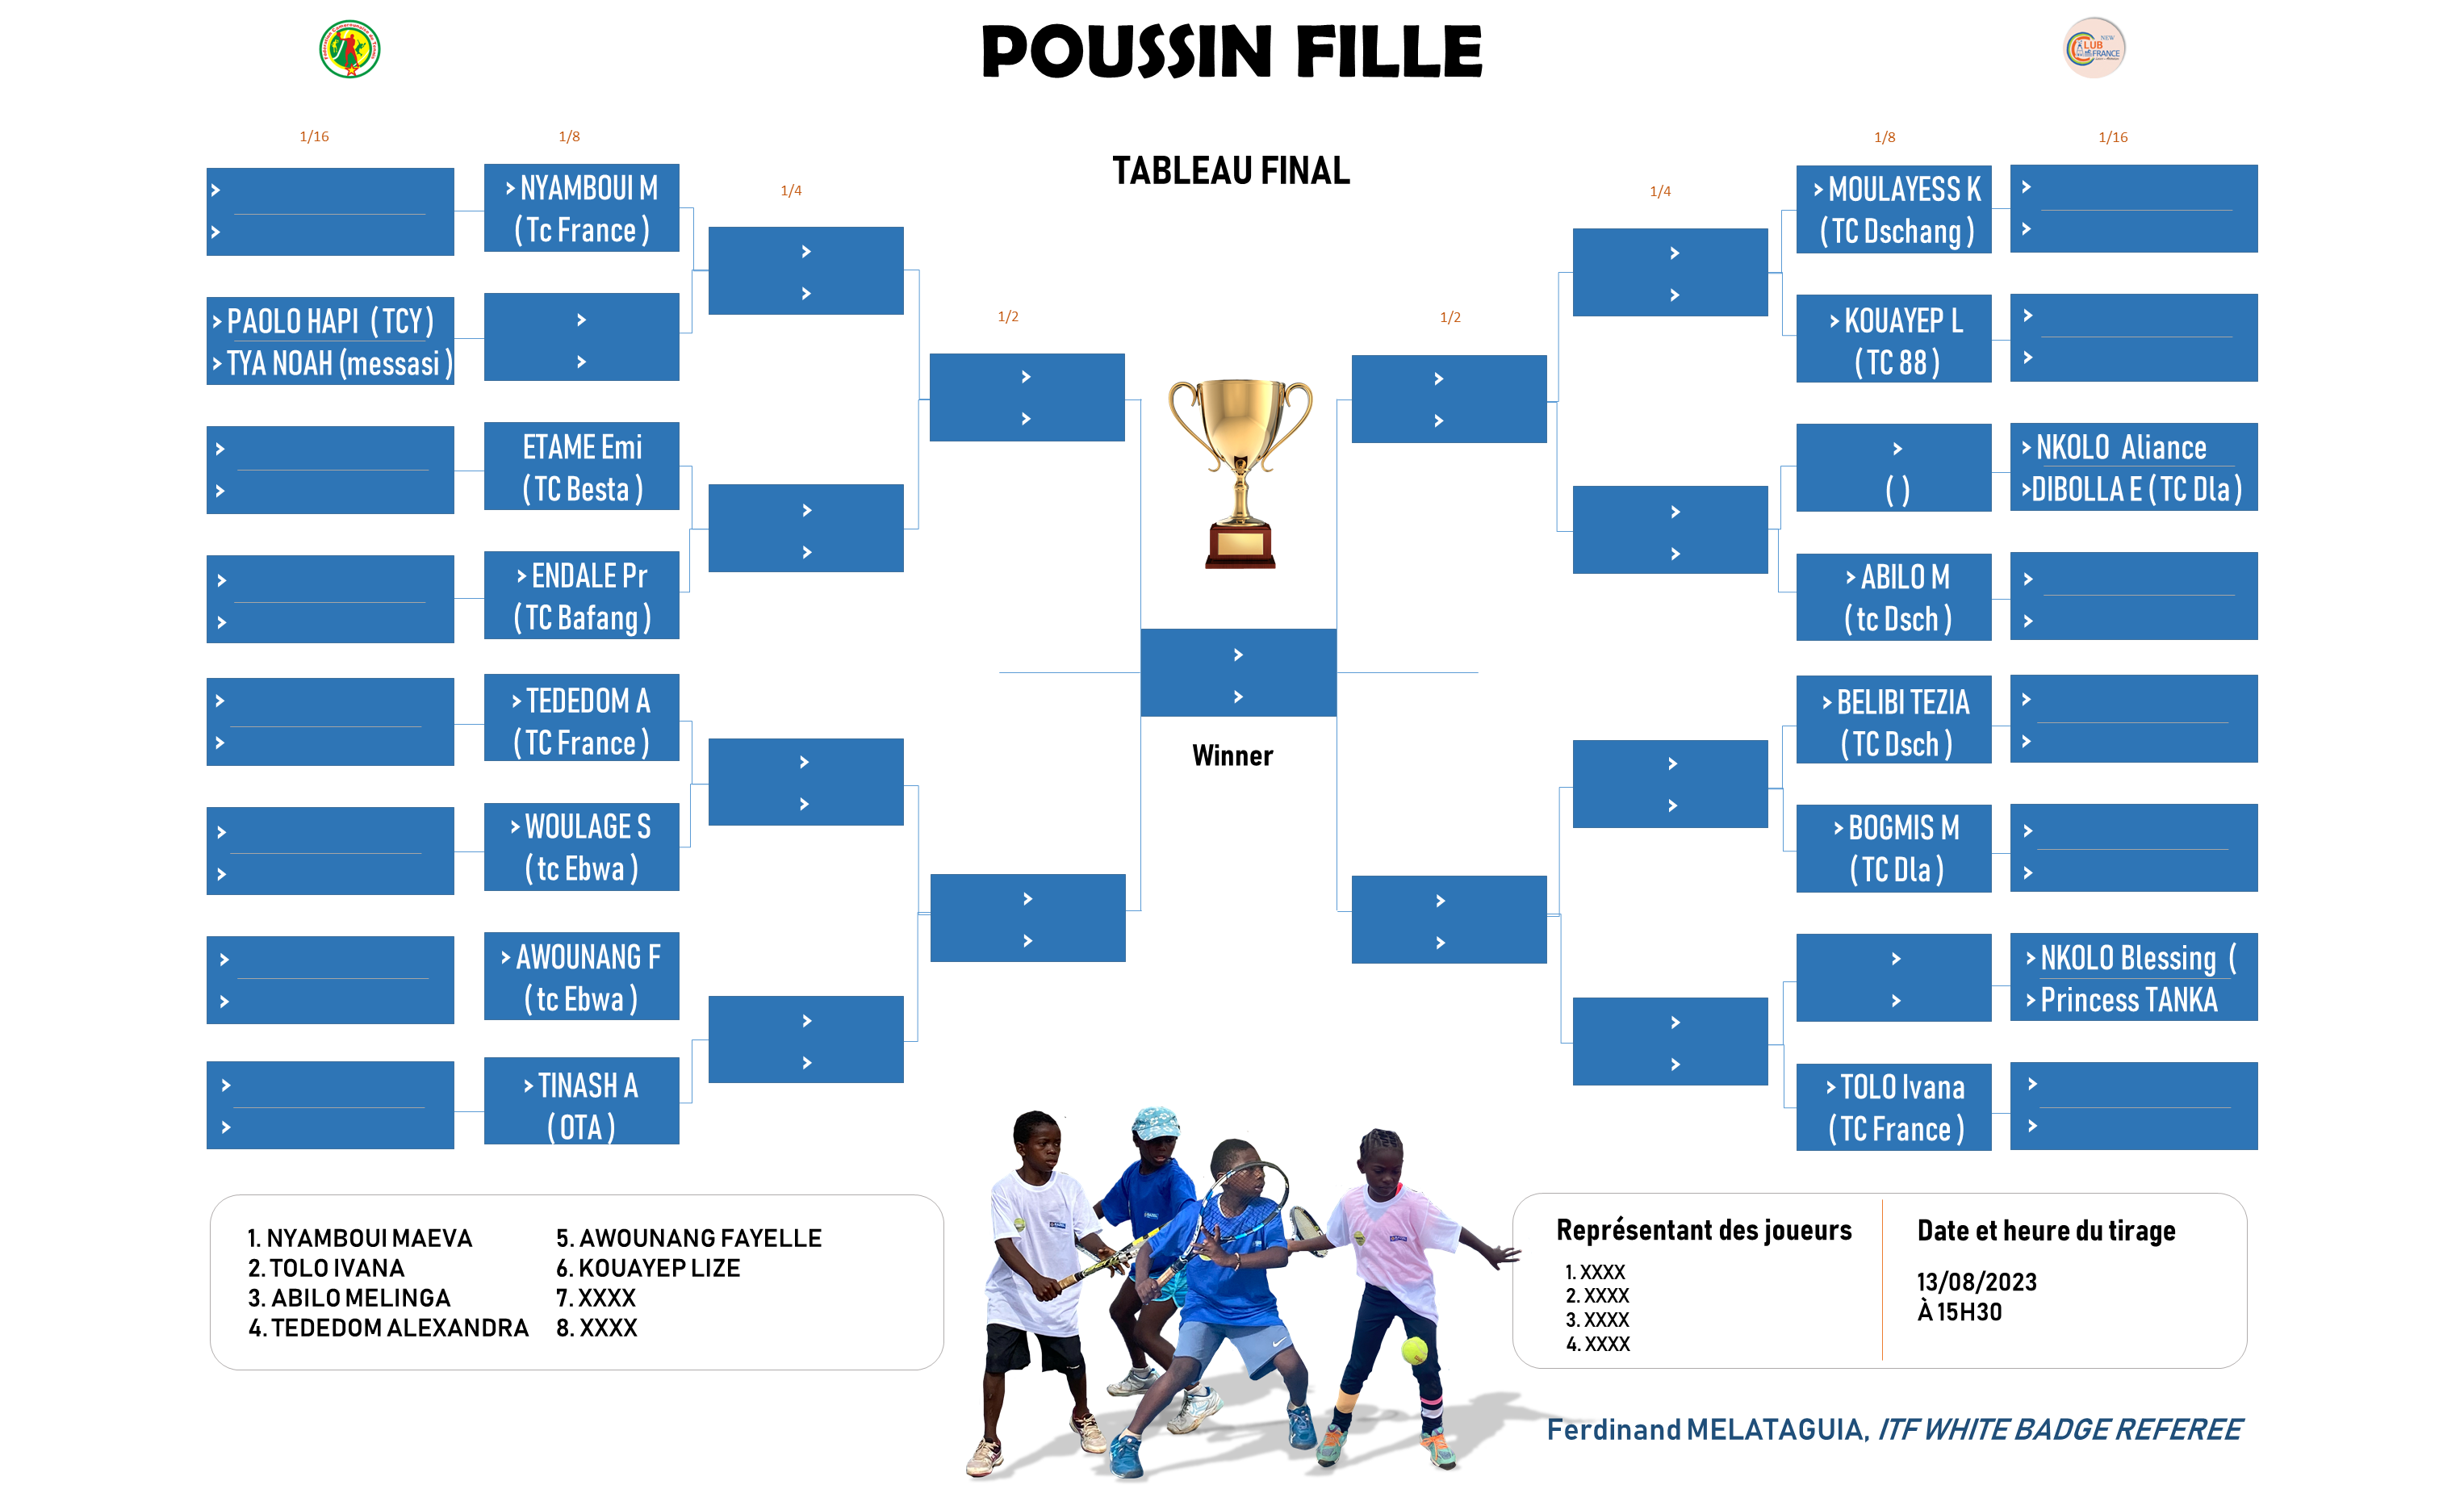 POUSSIN FILLE
NEW
CLUB
FRANCE
TABLEAU FINAL
1/16
1/8
1/4
1/2
1/2
1/4
1/8
1/16
>
>
> PAOLO HAPI ( TCY )
> TYA NOAH (messasi )
>
>
>
>
>
>
>
>
>
>
>
>
> NYAMBOUI M
( Tc France )
>
>
ETAME Emi
( TC Besta )
> ENDALE Pr
( TC Bafang )
> TEDEDOM A
( TC France )
> WOULAGE S
( tc Ebwa )
> AWOUNANG F
( tc Ebwa )
> TINASH A
( OTA )
>
>
>
>
>
>
>
>
>
>
>
>
>
>
Winner
>
>
>
>
>
>
>
>
>
>
>
>
> MOULAYESS K
( TC Dschang )
> KOUAYEP L
( TC 88 )
>
( )
> ABILO M
( tc Dsch )
> BELIBI TEZIA
( TC Dsch )
> BOGMIS M
( TC Dla )
>
>
> TOLO Ivana
( TC France )
>
>
>
>
> NKOLO Aliance
>DIBOLLA E ( TC Dla )
>
>
>
>
>
>
> NKOLO Blessing (
> Princess TANKA
>
>
1. NYAMBOUI MAEVA
2. TOLO IVANA
3. ABILO MELINGA
4. TEDEDOM ALEXANDRA
5. AWOUNANG FAYELLE
6. KOUAYEP LIZE
7. XXXX
8. XXXX
Représentant des joueurs
1. XXXX
2. XXXX
3. XXXX
4. XXXX
Date et heure du tirage
13/08/2023
À 15H30
Ferdinand MELATAGUIA, ITF WHITE BADGE REFEREE